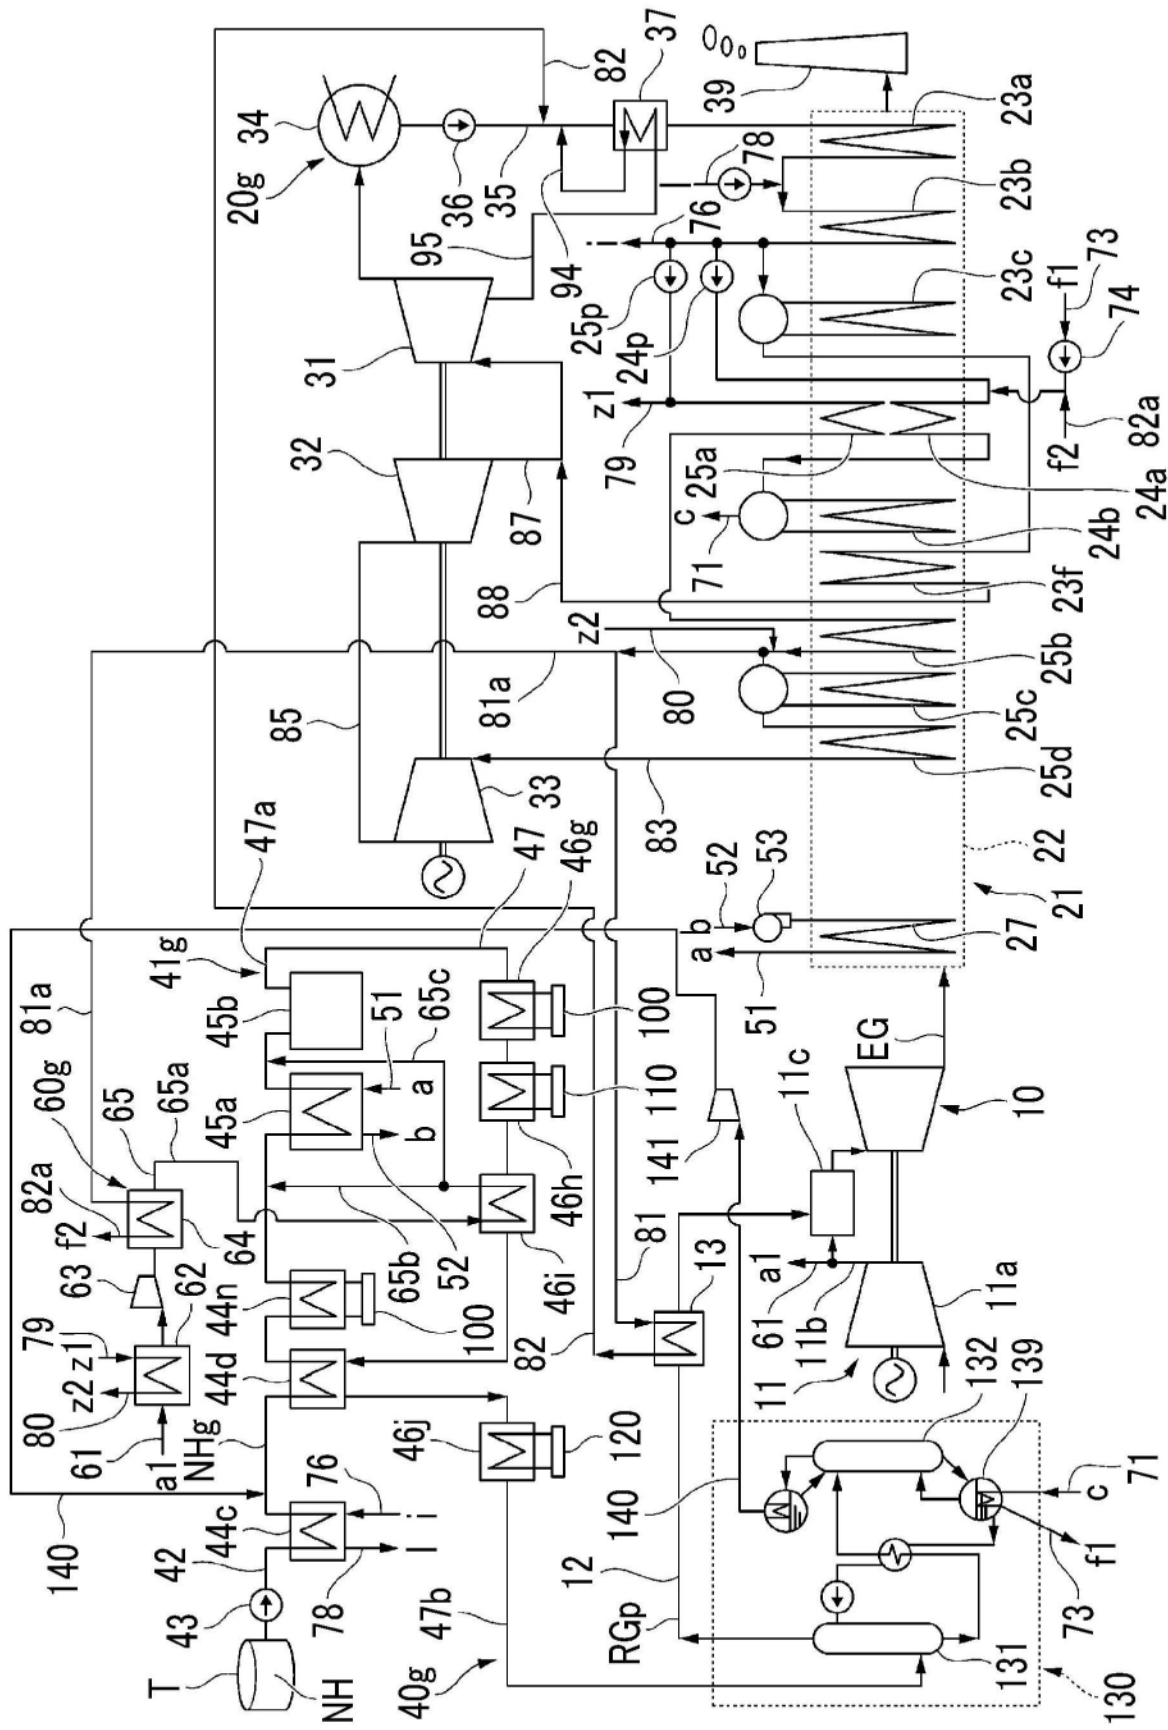 79
81a
140
60g
z2
z1
82a
f2
63
65
80
62
64
61
65a
a1
T
43
42
NHg
44d
44n
41g
44c
45b
45a
47a
NH
78
76
l
i
a
b
51
65c
65b
52
100
85
20g
34
32
31
46j
40g
47b
120
46i
46h
110
46g
100
47
33
95
36
35
82
81
81a
88
87
94
37
12
140
141
83
z2
80
79
z1
25p
24p
i
76
78
l
RGp
13
a
b
52
53
71
c
25a
39
130
131
132
139
11
61
11b
a1
11c
EG
51
11a
10
27
21
22
25d
25c
25b
23f
24b
24a
23c
23b
23a
73
f1
c
71
f2
82a
f1
73
74